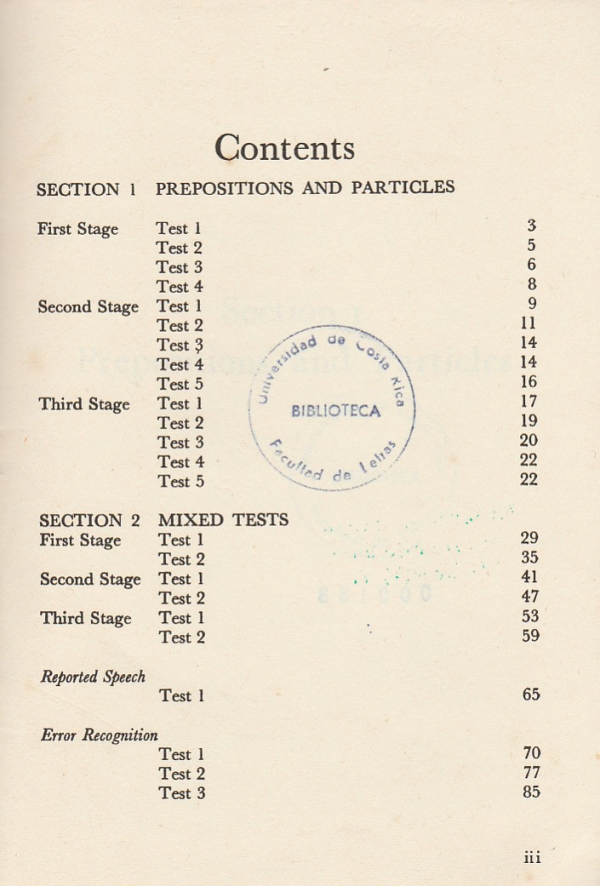 Contents
SECTION 1 PREPOSITIONS AND PARTICLES
First Stage Test 1 3
Test 2 5
Test 3 6
Test 4 8
Second Stage Test 1 9
Test 2 11
Test 3 14
Test 4 14
Test 5 16
Third Stage Test 1 17
Test 2 19
Test 3 20
Test 4 22
Test 5 22
Universidad de Costa Rica
BIBLIOTECA
Facultad de Letras
SECTION 2 MIXED TESTS
First Stage Test 1 29
Test 2 35
Second Stage Test 1 41
Test 2 47
Third Stage Test 1 53
Test 2 59
Reported Speech
Test 1 65
Error Recognition
Test 1 70
Test 2 77
Test 3 85
iii